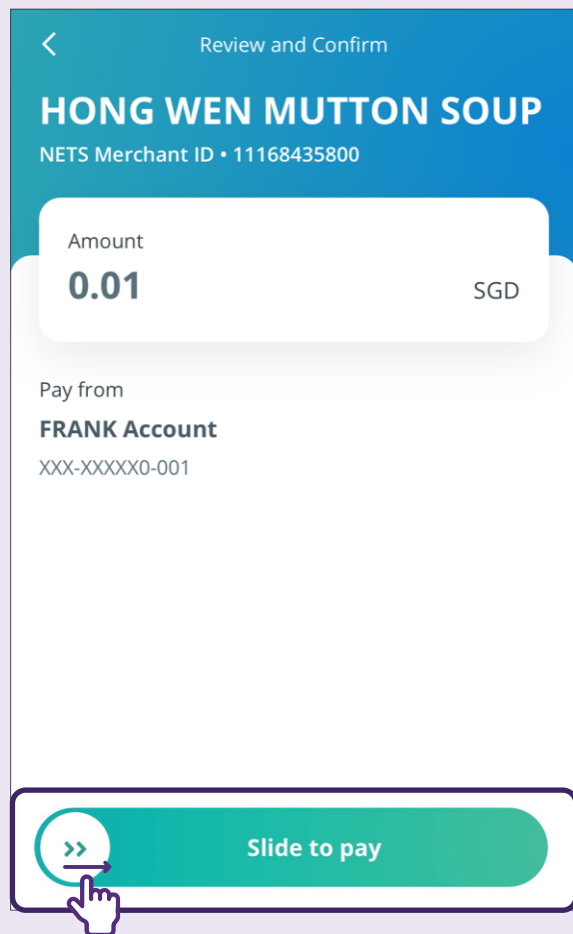 Review and Confirm
HONG WEN MUTTON SOUP
NETS Merchant ID • 11168435800
Amount
0.01 SGD
Pay from
FRANK Account
XXX-XXXXX0-001
Slide to pay